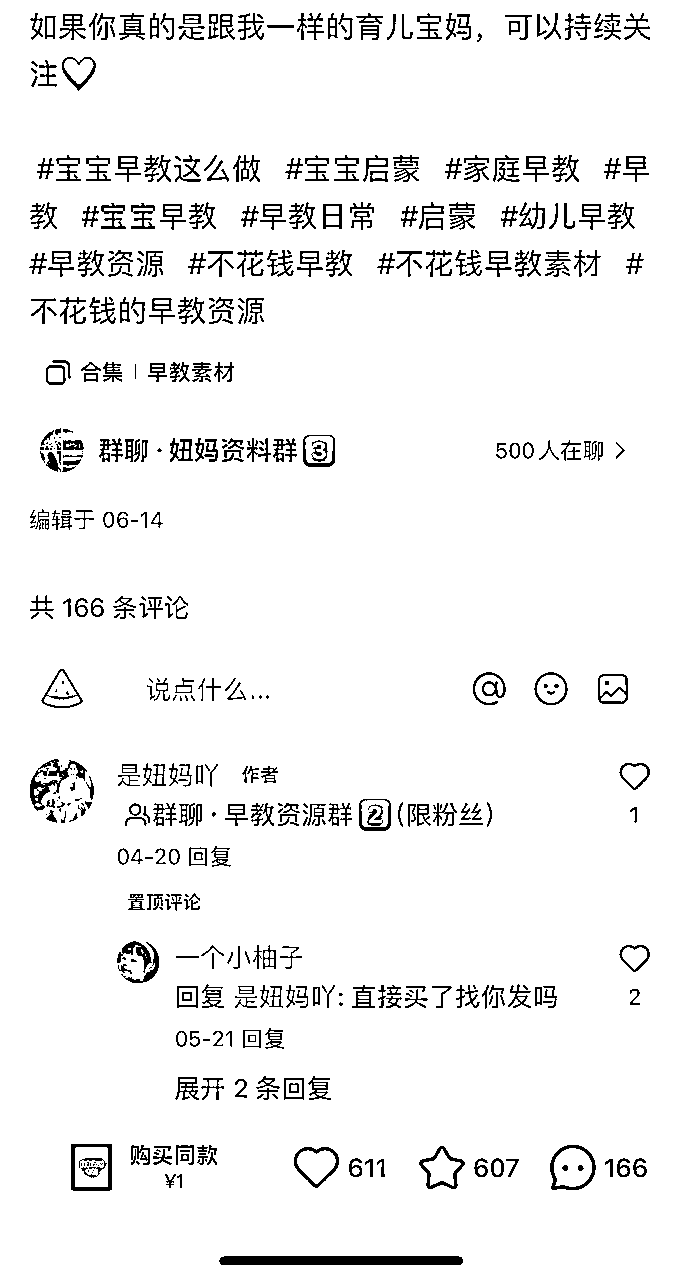 如果你真的是跟我一样的育儿宝妈，可以持续关
注♡
#宝宝早教这么做 #宝宝启蒙 #家庭早教 #早
教 #宝宝早教 #早教日常 #启蒙 #幼儿早教
#早教资源 #不花钱早教 #不花钱早教素材 #
不花钱的早教资源
合集 | 早教素材
群聊·妞妈资料群3 500人在聊 >
编辑于 06-14
共 166 条评论
说点什么...
是妞妈吖 作者
群聊·早教资源群2(限粉丝) 1
04-20 回复
置顶评论
一个小柚子
回复 是妞妈吖: 直接买了找你发吗 2
05-21 回复
展开 2 条回复
购买同款 611 607 166
¥1